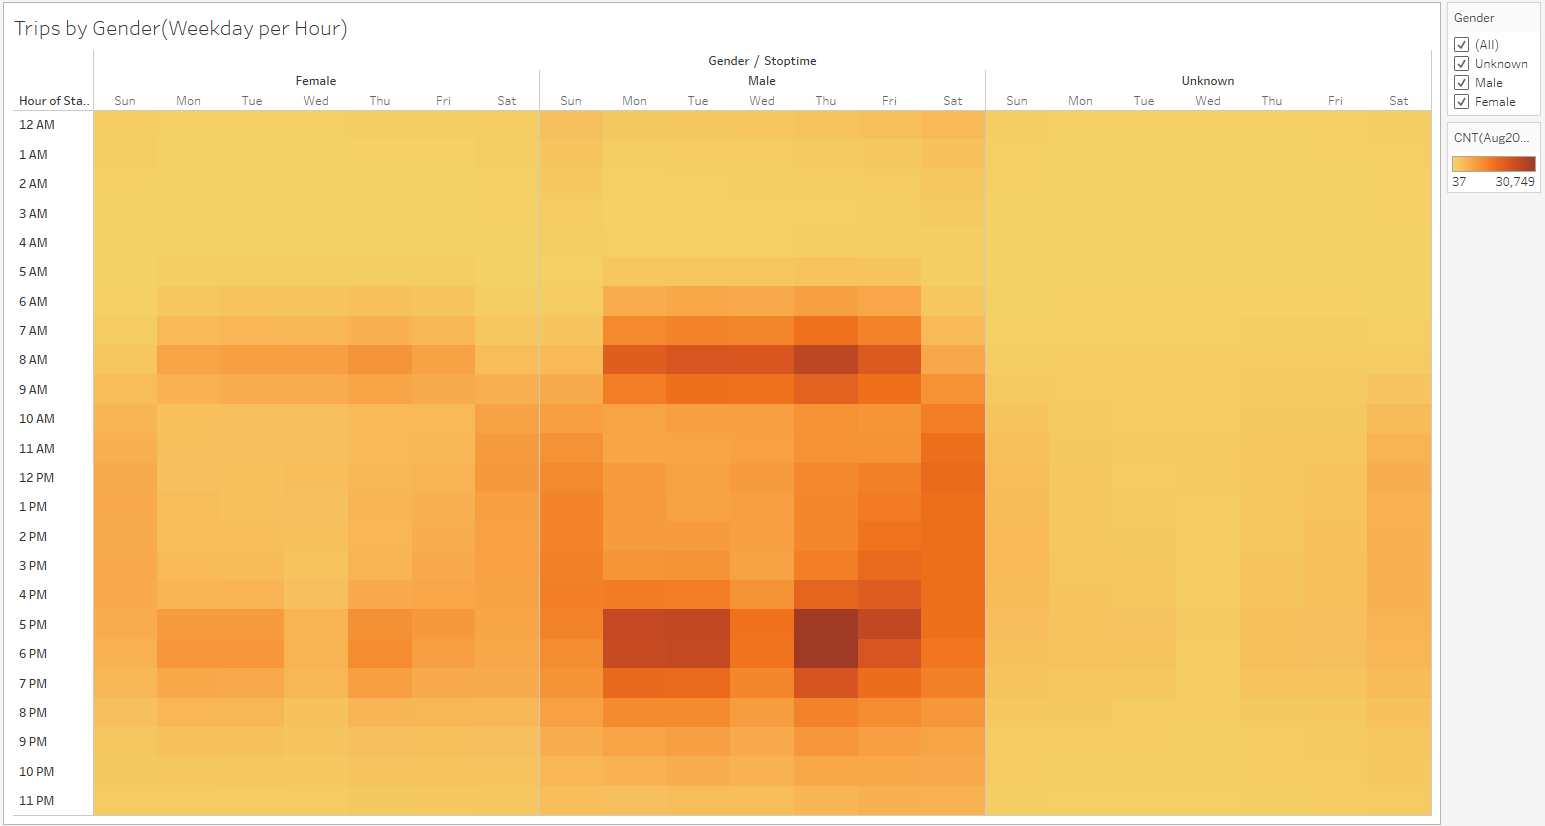 Trips by Gender(Weekday per Hour)
Gender / Stoptime
Female Male Unknown
Hour of Sta.. Sun Mon Tue Wed Thu Fri Sat Sun Mon Tue Wed Thu Fri Sat Sun Mon Tue Wed Thu Fri Sat
12 AM
1 AM
2 AM
3 AM
4 AM
5 AM
6 AM
7 AM
8 AM
9 AM
10 AM
11 AM
12 PM
1 PM
2 PM
3 PM
4 PM
5 PM
6 PM
7 PM
8 PM
9 PM
10 PM
11 PM
Gender
(All)
Unknown
Male
Female
CNT(Aug20...
37 30,749